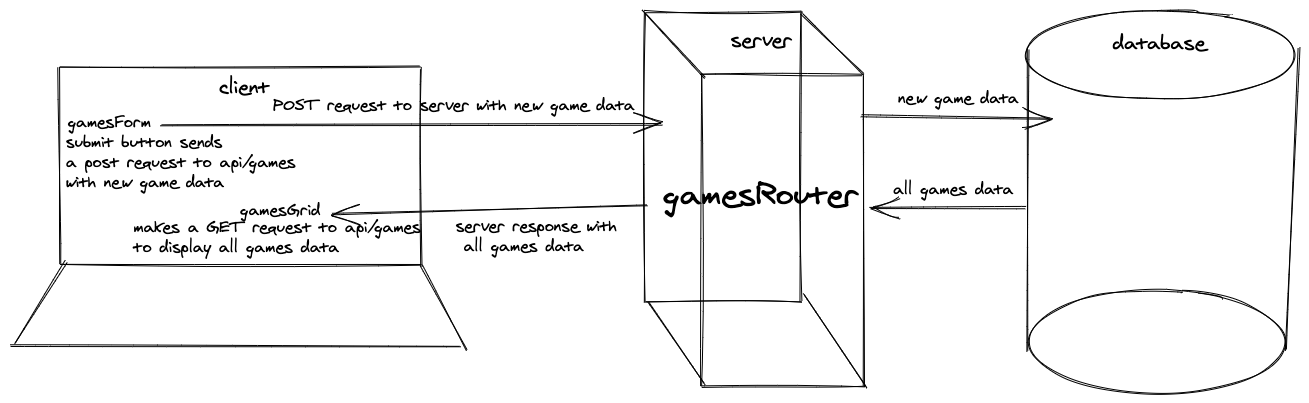 client
POST request to server with new game data
gamesForm
submit button sends
a post request to api/games
with new game data
gamesGrid
makes a GET request to api/games
to display all games data
server response with
all games data
server
gamesRouter
new game data
all games data
database